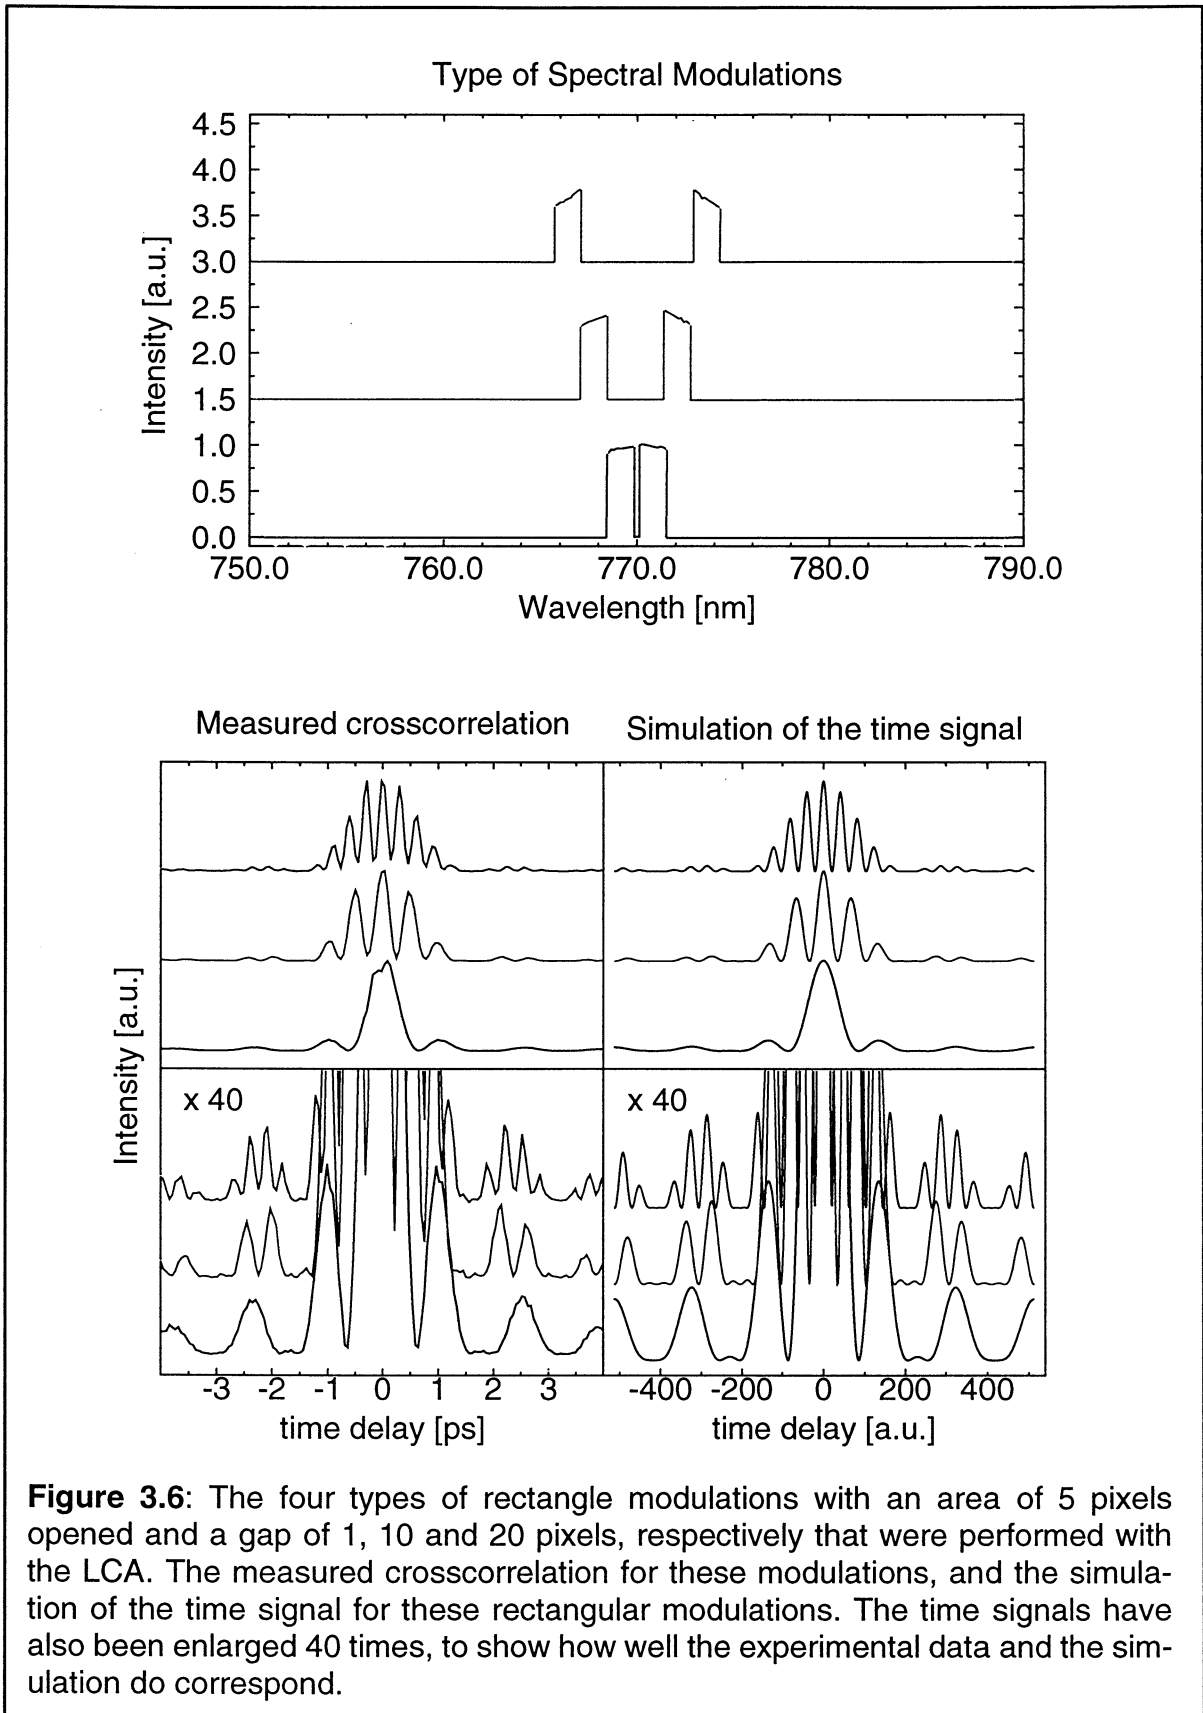 Type of Spectral Modulations
4.5
4.0
3.5
3.0
2.5
2.0
1.5
1.0
0.5
0.0
Intensity [a.u.]
750.0 760.0 770.0 780.0 790.0
Wavelength [nm]
Measured crosscorrelation
Simulation of the time signal
Intensity [a.u.]
x 40
x 40
-3 -2 -1 0 1 2 3
-400 -200 0 200 400
time delay [ps]
time delay [a.u.]
Figure 3.6: The four types of rectangle modulations with an area of 5 pixels
opened and a gap of 1, 10 and 20 pixels, respectively that were performed with
the LCA. The measured crosscorrelation for these modulations, and the simula-
tion of the time signal for these rectangular modulations. The time signals have
also been enlarged 40 times, to show how well the experimental data and the sim-
ulation do correspond.